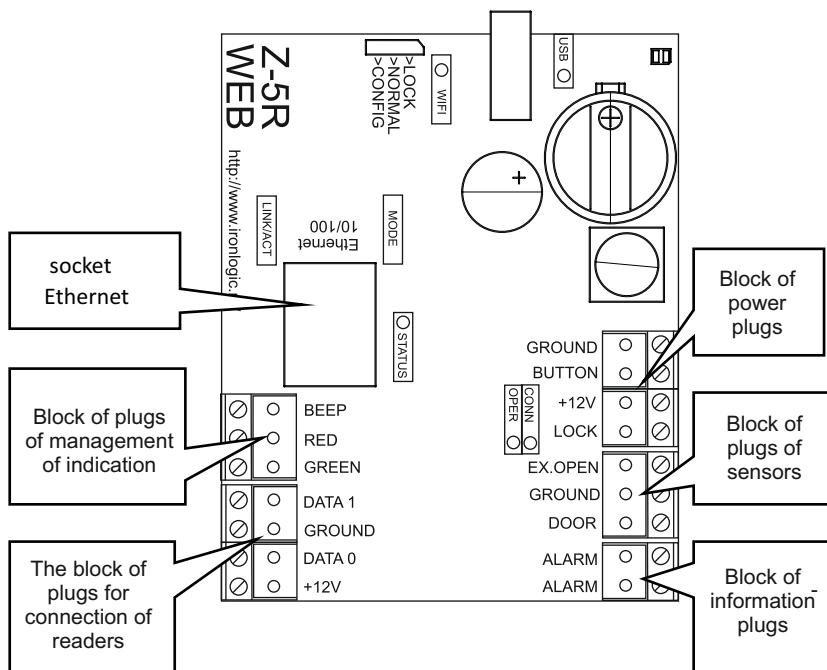 Z-5R
WEB
http://www.ironlogic.
>LOCK
>NORMAL
>CONFIG
WIFI
USB
+
LINK/ACT
Ethernet
10/100
MODE
STATUS
socket
Ethernet
Block of plugs
of management
of indication
The block of
plugs for
connection of
readers
BEEP
RED
GREEN
DATA 1
GROUND
DATA 0
+12V
OPER
CONN
GROUND
BUTTON
+12V
LOCK
EX.OPEN
GROUND
DOOR
ALARM
ALARM
Block of
power
plugs
Block of
plugs of
sensors
Block of
information-
plugs